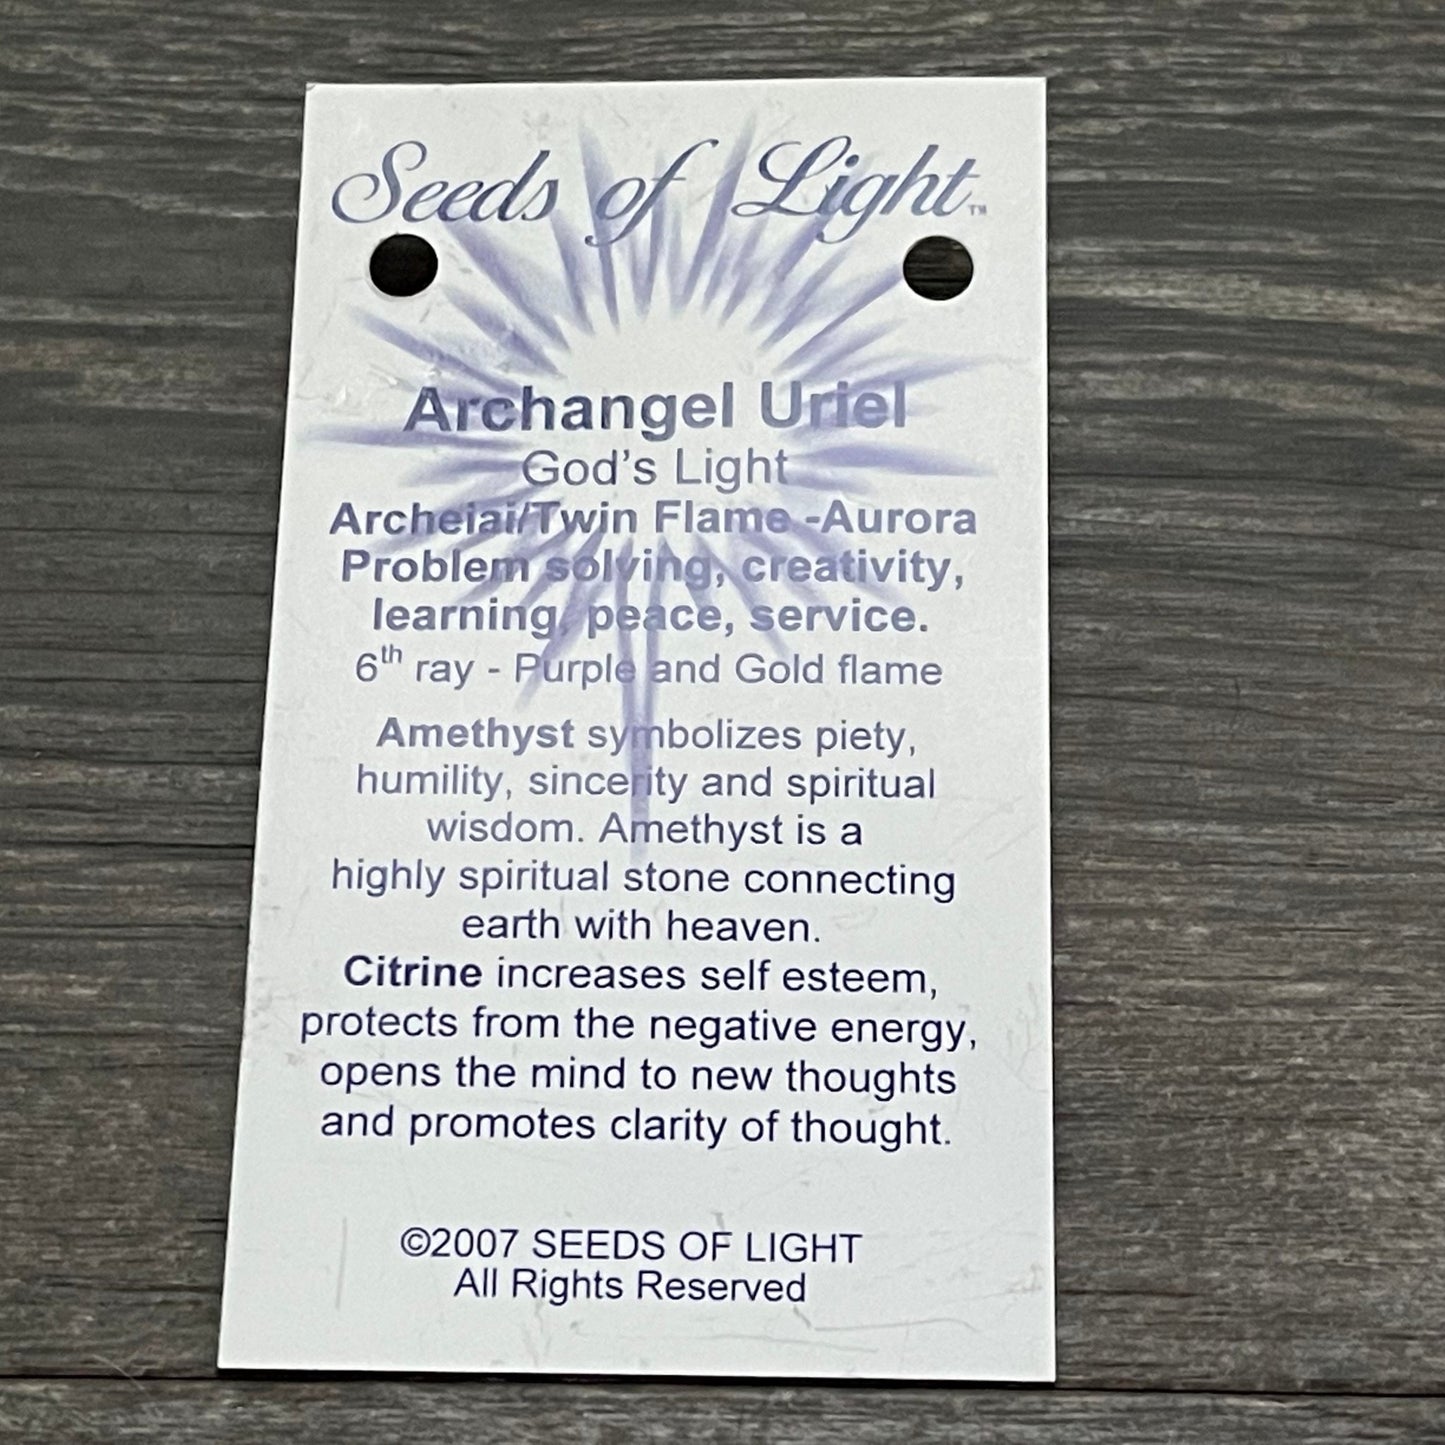 Seeds of Light™
Archangel Uriel
God's Light
Archeiai/Twin Flame -Aurora
Problem solving, creativity,
learning, peace, service.
6th ray - Purple and Gold flame
Amethyst symbolizes piety,
humility, sincerity and spiritual
wisdom. Amethyst is a
highly spiritual stone connecting
earth with heaven.
Citrine increases self esteem,
protects from the negative energy,
opens the mind to new thoughts
and promotes clarity of thought.
©2007 SEEDS OF LIGHT
All Rights Reserved